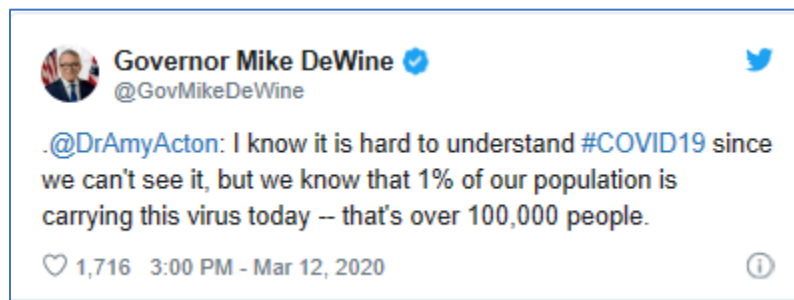 Governor Mike DeWine
@GovMikeDeWine
.@DrAmyActon: I know it is hard to understand #COVID19 since
we can't see it, but we know that 1% of our population is
carrying this virus today -- that's over 100,000 people.
1,716 3:00 PM - Mar 12, 2020